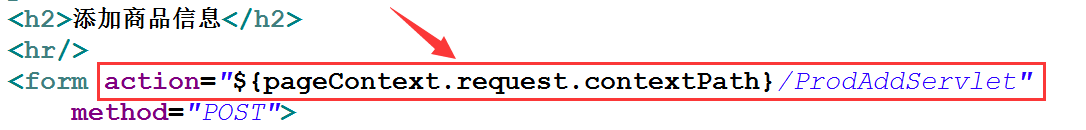 <h2>添加商品信息</h2>
<hr/>
<form action="${pageContext.request.contextPath}/ProdAddServlet"
method="POST">